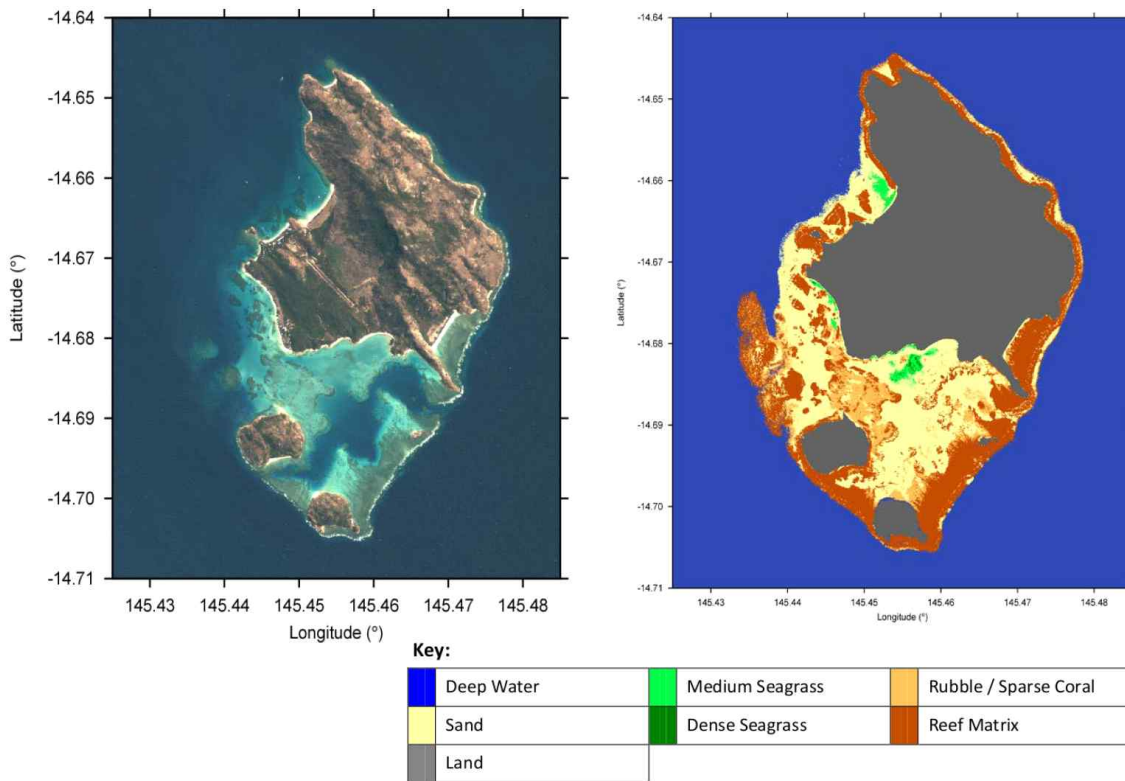 -14.64
-14.65
-14.66
-14.67
-14.68
-14.69
-14.70
-14.71
Latitude (°)
145.43 145.44 145.45 145.46 145.47 145.48
Longitude (°)
-14.64
-14.65
-14.66
-14.67
-14.68
-14.69
-14.70
-14.71
Latitude (°)
145.43 145.44 145.45 145.46 145.47 145.48
Longitude (°)
Key:
Deep Water Medium Seagrass Rubble / Sparse Coral
Sand Dense Seagrass Reef Matrix
Land